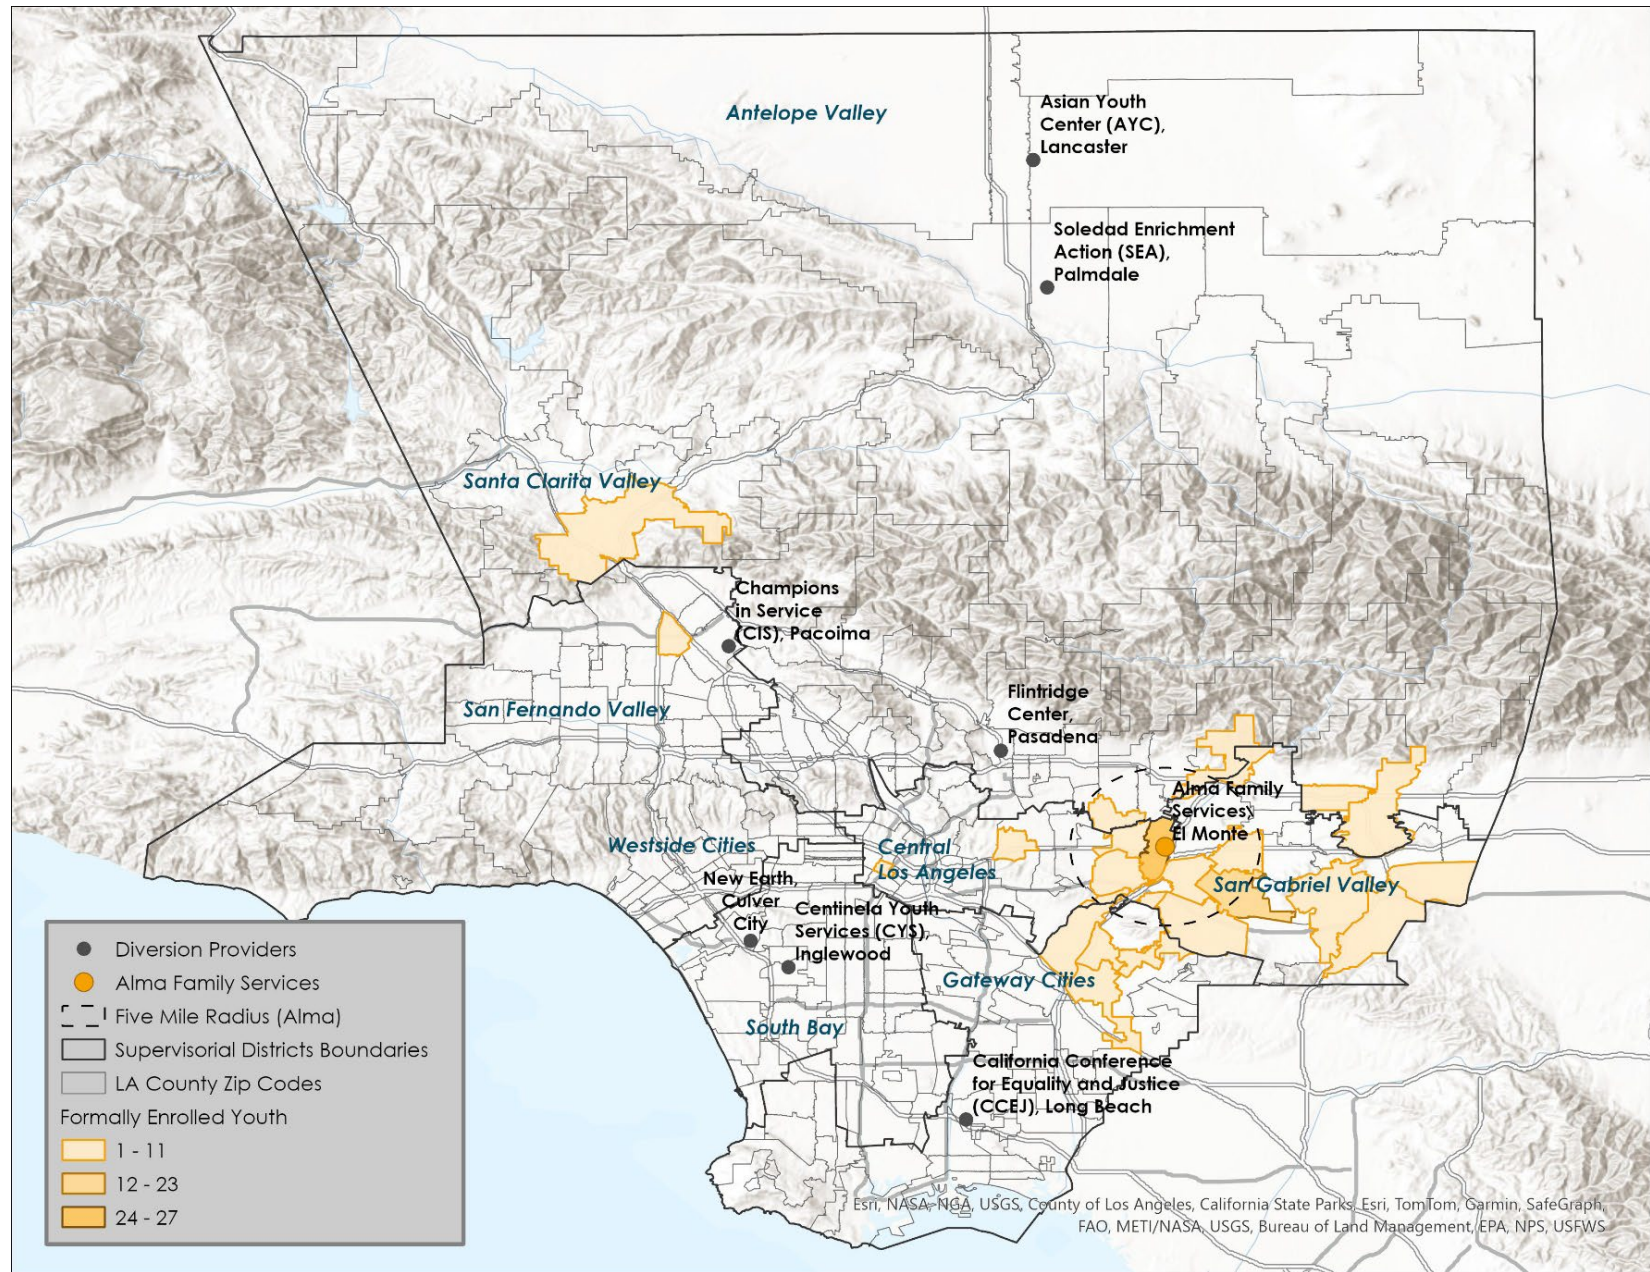 Antelope Valley
Asian Youth
Center (AYC),
Lancaster
Soledad Enrichment
Action (SEA),
Palmdale
Santa Clarita Valley
Champions
in Service
(CIS), Pacoima
San Fernando Valley
Flintridge
Center,
Pasadena
Alma Family
Services,
El Monte
Westside Cities
Central
Los Angeles
San Gabriel Valley
New Earth,
Culver
City
Centinela Youth
Services (CYS),
Inglewood
Gateway Cities
South Bay
California Conference
for Equality and Justice
(CCEJ), Long Beach
Diversion Providers
Alma Family Services
Five Mile Radius (Alma)
Supervisorial Districts Boundaries
LA County Zip Codes
Formally Enrolled Youth
1 - 11
12 - 23
24 - 27
Esri, NASA, NGA, USGS, County of Los Angeles, California State Parks, Esri, TomTom, Garmin, SafeGraph,
FAO, METI/NASA, USGS, Bureau of Land Management, EPA, NPS, USFWS